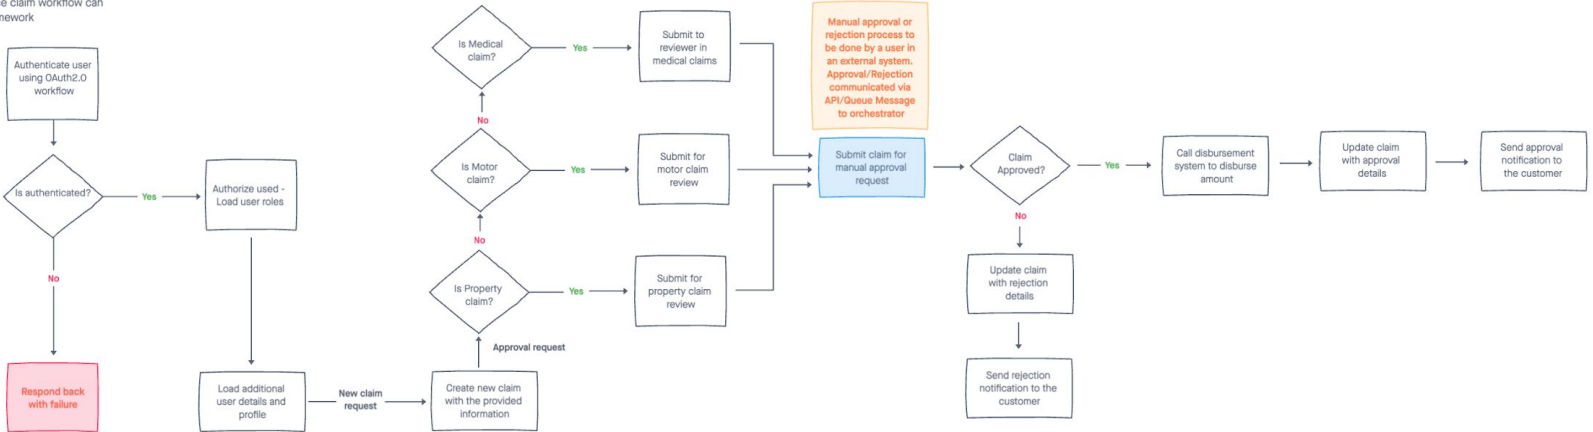 e claim workflow can
nework
Authenticate user
using OAuth2.0
workflow
Is authenticated?
Yes
No
Respond back
with failure
Authorize used -
Load user roles
Load additional
user details and
profile
New claim
request
Create new claim
with the provided
information
Approval request
Is Property
claim?
Yes
No
Submit for
property claim
review
Is Motor
claim?
Yes
No
Submit for
motor claim
review
Is Medical
claim?
Yes
Submit to
reviewer in
medical claims
Manual approval or
rejection process to
be done by a user in
an external system.
Approval/Rejection
communicated via
API/Queue Message
to orchestrator
Submit claim for
manual approval
request
Claim
Approved?
Yes
No
Call disbursement
system to disburse
amount
Update claim
with approval
details
Send approval
notification to
the customer
Update claim
with rejection
details
Send rejection
notification to the
customer